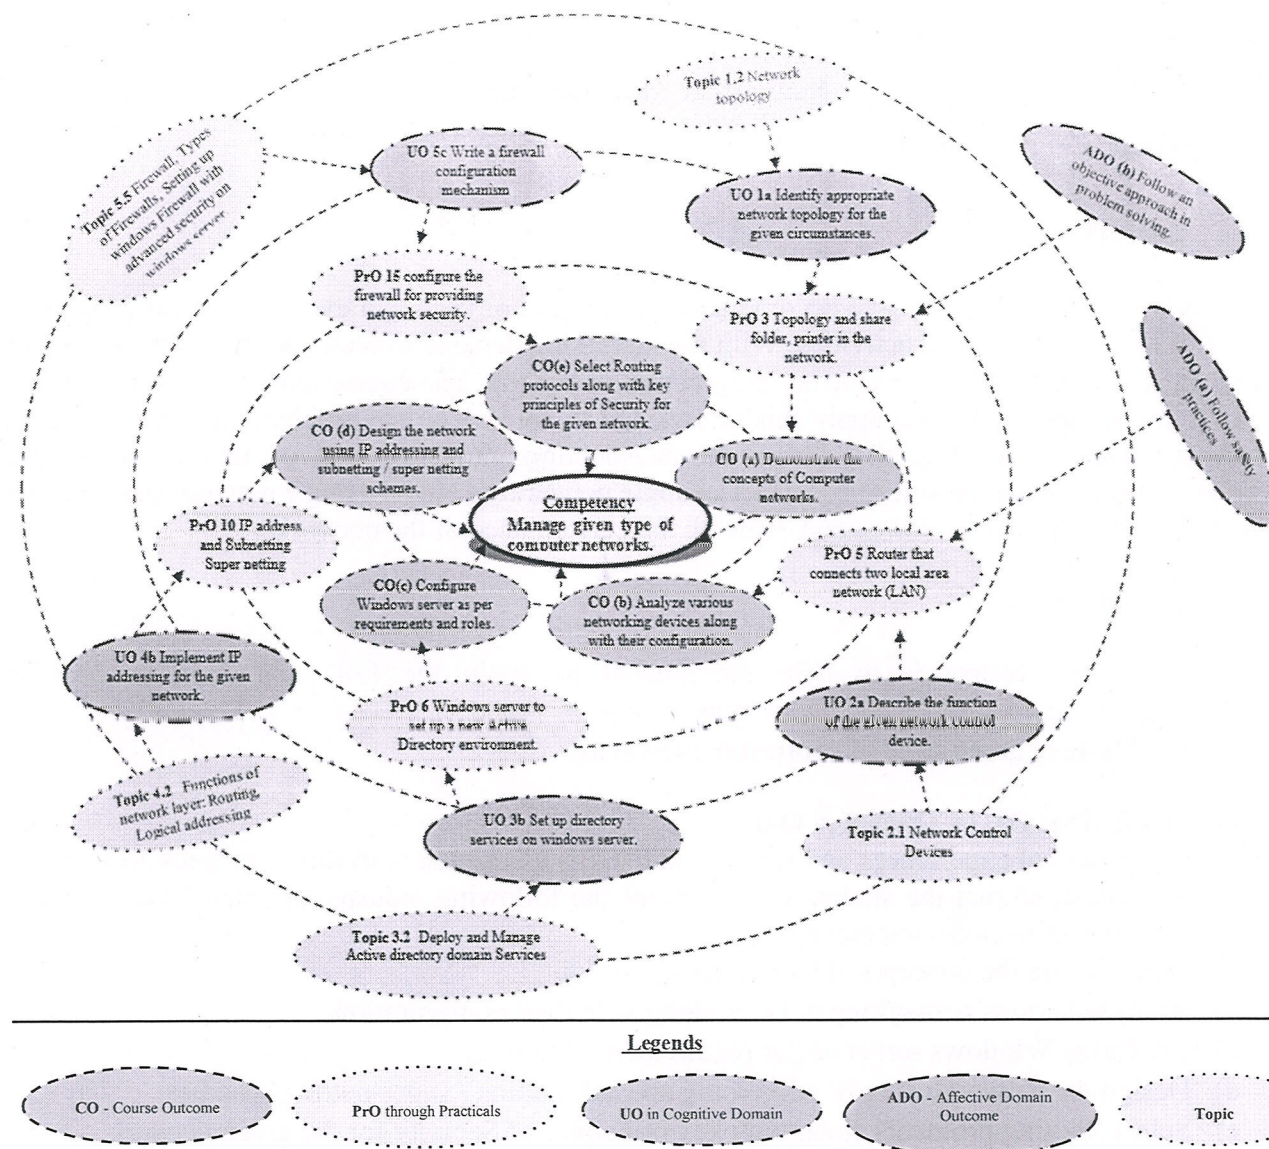 Topic 1.2 Network
topology
UO 5c Write a firewall
configuration
mechanism
Topic 5.5 Firewall, Types
of Firewalls, Setting up
windows Firewall with
advanced security on
windows server
UO 1a Identify appropriate
network topology for the
given circumstances.
ADO (b) Follow an
objective approach in
problem solving.
PrO 15 configure the
firewall for providing
network security.
PrO 3 Topology and share
folder, printer in the
network.
ADO (a) Follow safety
practices
CO(e) Select Routing
protocols along with key
principles of Security for
the given network.
CO (d) Design the network
using IP addressing and
subnetting / super netting
schemes.
CO (a) Demonstrate the
concepts of Computer
networks.
Competency
Manage given type of
computer networks.
PrO 10 IP address
and Subnetting
Super netting
PrO 5 Router that
connects two local area
network (LAN)
CO(c) Configure
Windows server as per
requirements and roles.
CO (b) Analyze various
networking devices along
with their configuration.
UO 4b Implement IP
addressing for the given
network.
PrO 6 Windows server to
set up a new Active
Directory environment.
UO 2a Describe the function
of the given network control
device.
Topic 4.2 Functions of
network layer: Routing,
Logical addressing
UO 3b Set up directory
services on windows server.
Topic 2.1 Network Control
Devices
Topic 3.2 Deploy and Manage
Active directory domain Services
Legends
CO - Course Outcome
PrO through Practicals
UO in Cognitive Domain
ADO - Affective Domain
Outcome
Topic